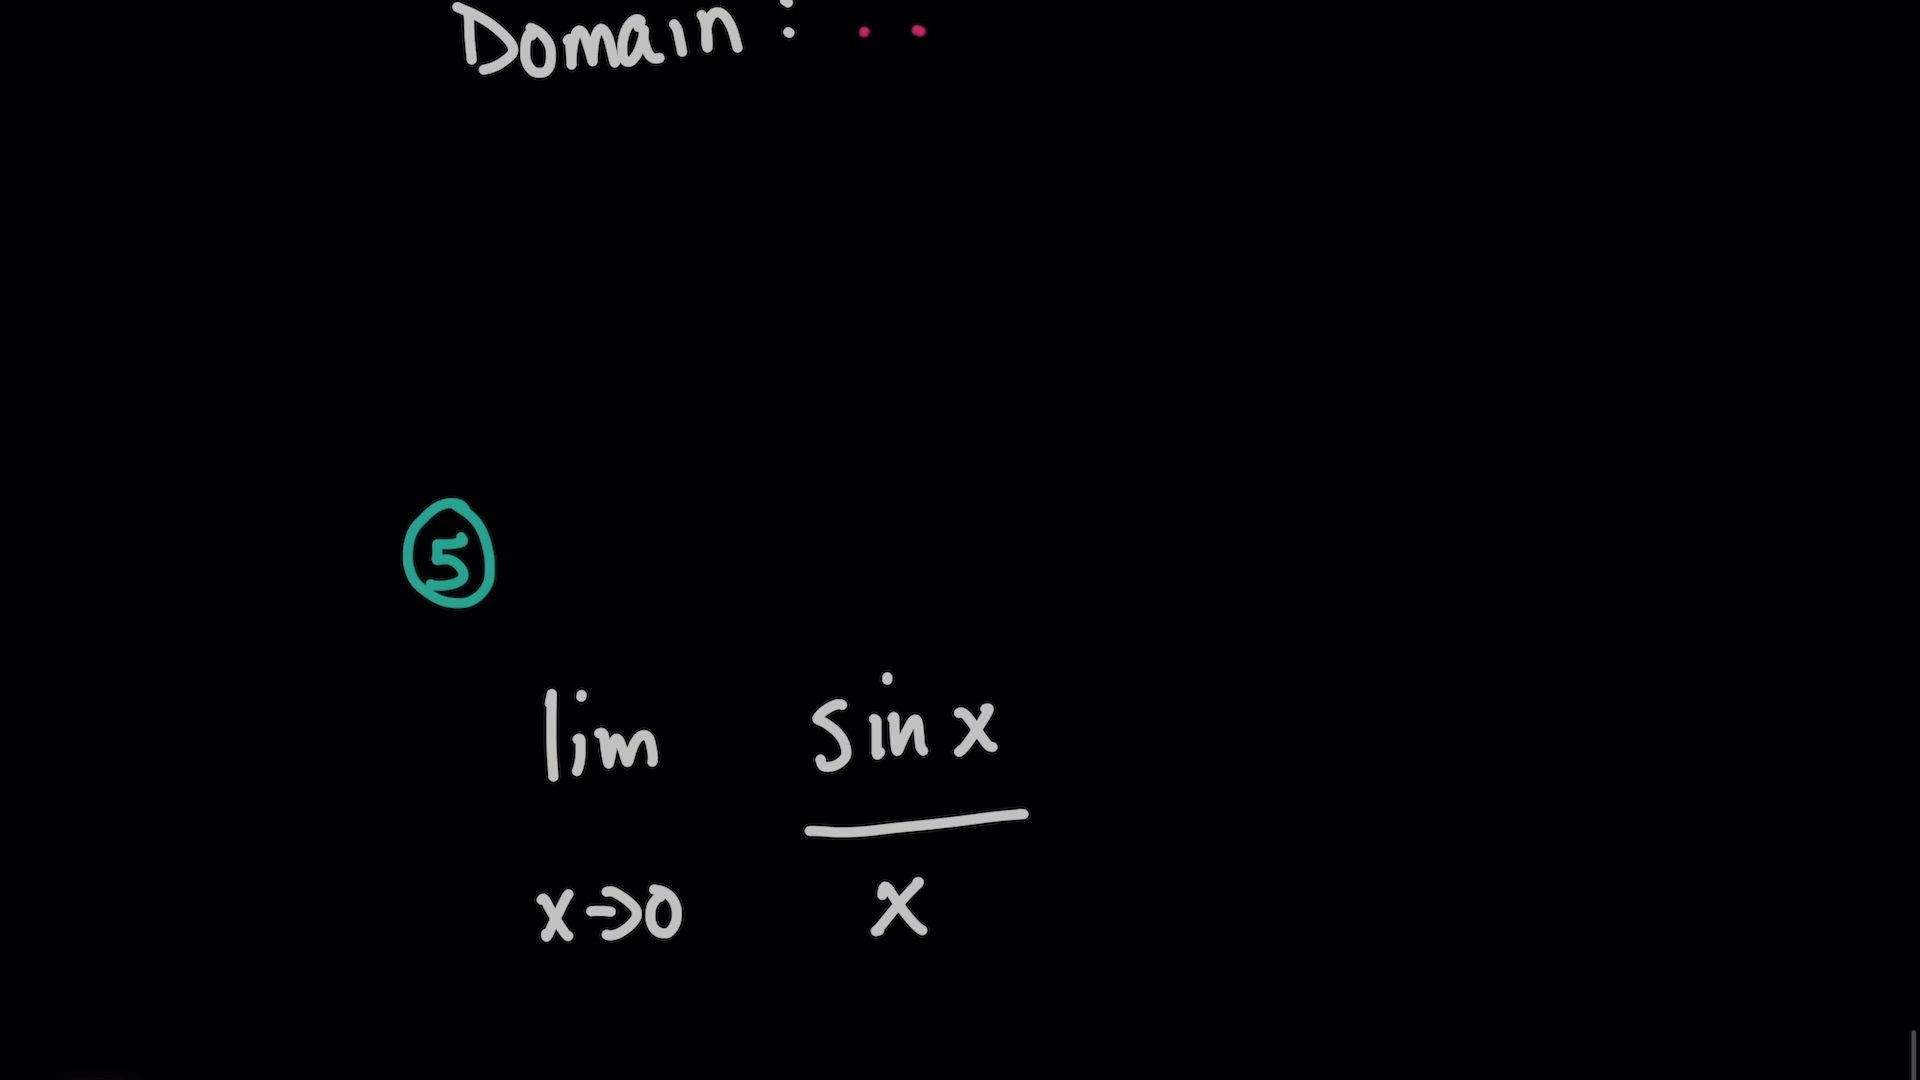 Domain : . .
5
lim sin x
x→0 x